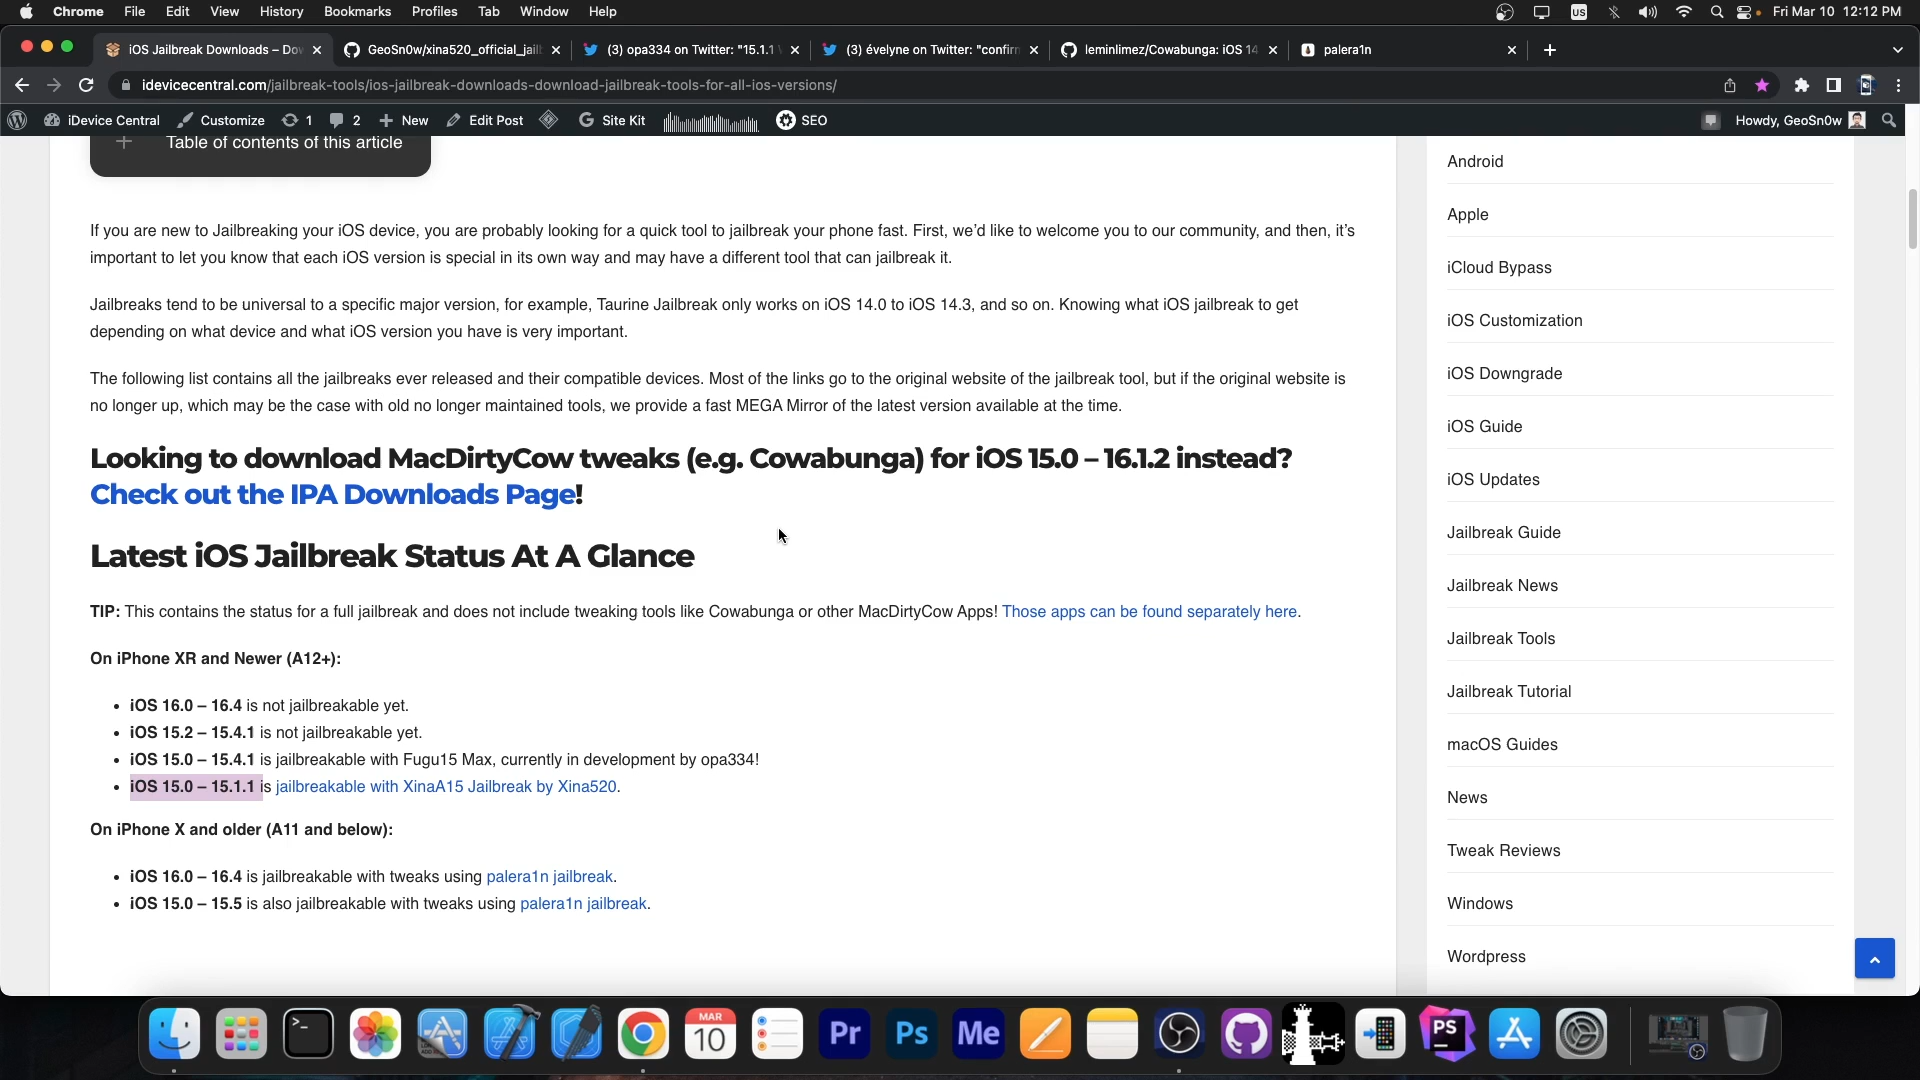 Chrome File Edit View History Bookmarks Profiles Tab Window Help
US
Fri Mar 10 12:12 PM
iOS Jailbreak Downloads – Dow
GeoSn0w/xina520_official_jailb
(3) opa334 on Twitter: "15.1.1
(3) évelyne on Twitter: "confirm
leminlimez/Cowabunga: iOS 14
palera1n
idevicecentral.com/jailbreak-tools/ios-jailbreak-downloads-download-jailbreak-tools-for-all-ios-versions/
iDevice Central Customize 1 2 New Edit Post Site Kit SEO
Howdy, GeoSn0w
Table of contents of this article
If you are new to Jailbreaking your iOS device, you are probably looking for a quick tool to jailbreak your phone fast. First, we’d like to welcome you to our community, and then, it’s
important to let you know that each iOS version is special in its own way and may have a different tool that can jailbreak it.
Jailbreaks tend to be universal to a specific major version, for example, Taurine Jailbreak only works on iOS 14.0 to iOS 14.3, and so on. Knowing what iOS jailbreak to get
depending on what device and what iOS version you have is very important.
The following list contains all the jailbreaks ever released and their compatible devices. Most of the links go to the original website of the jailbreak tool, but if the original website is
no longer up, which may be the case with old no longer maintained tools, we provide a fast MEGA Mirror of the latest version available at the time.
Looking to download MacDirtyCow tweaks (e.g. Cowabunga) for iOS 15.0 – 16.1.2 instead?
Check out the IPA Downloads Page!
Latest iOS Jailbreak Status At A Glance
TIP: This contains the status for a full jailbreak and does not include tweaking tools like Cowabunga or other MacDirtyCow Apps! Those apps can be found separately here.
On iPhone XR and Newer (A12+):
• iOS 16.0 – 16.4 is not jailbreakable yet.
• iOS 15.2 – 15.4.1 is not jailbreakable yet.
• iOS 15.0 – 15.4.1 is jailbreakable with Fugu15 Max, currently in development by opa334!
• iOS 15.0 – 15.1.1 is jailbreakable with XinaA15 Jailbreak by Xina520.
On iPhone X and older (A11 and below):
• iOS 16.0 – 16.4 is jailbreakable with tweaks using palera1n jailbreak.
• iOS 15.0 – 15.5 is also jailbreakable with tweaks using palera1n jailbreak.
Android
Apple
iCloud Bypass
iOS Customization
iOS Downgrade
iOS Guide
iOS Updates
Jailbreak Guide
Jailbreak News
Jailbreak Tools
Jailbreak Tutorial
macOS Guides
News
Tweak Reviews
Windows
Wordpress
MAR
10
Pr
Ps
Me
PS